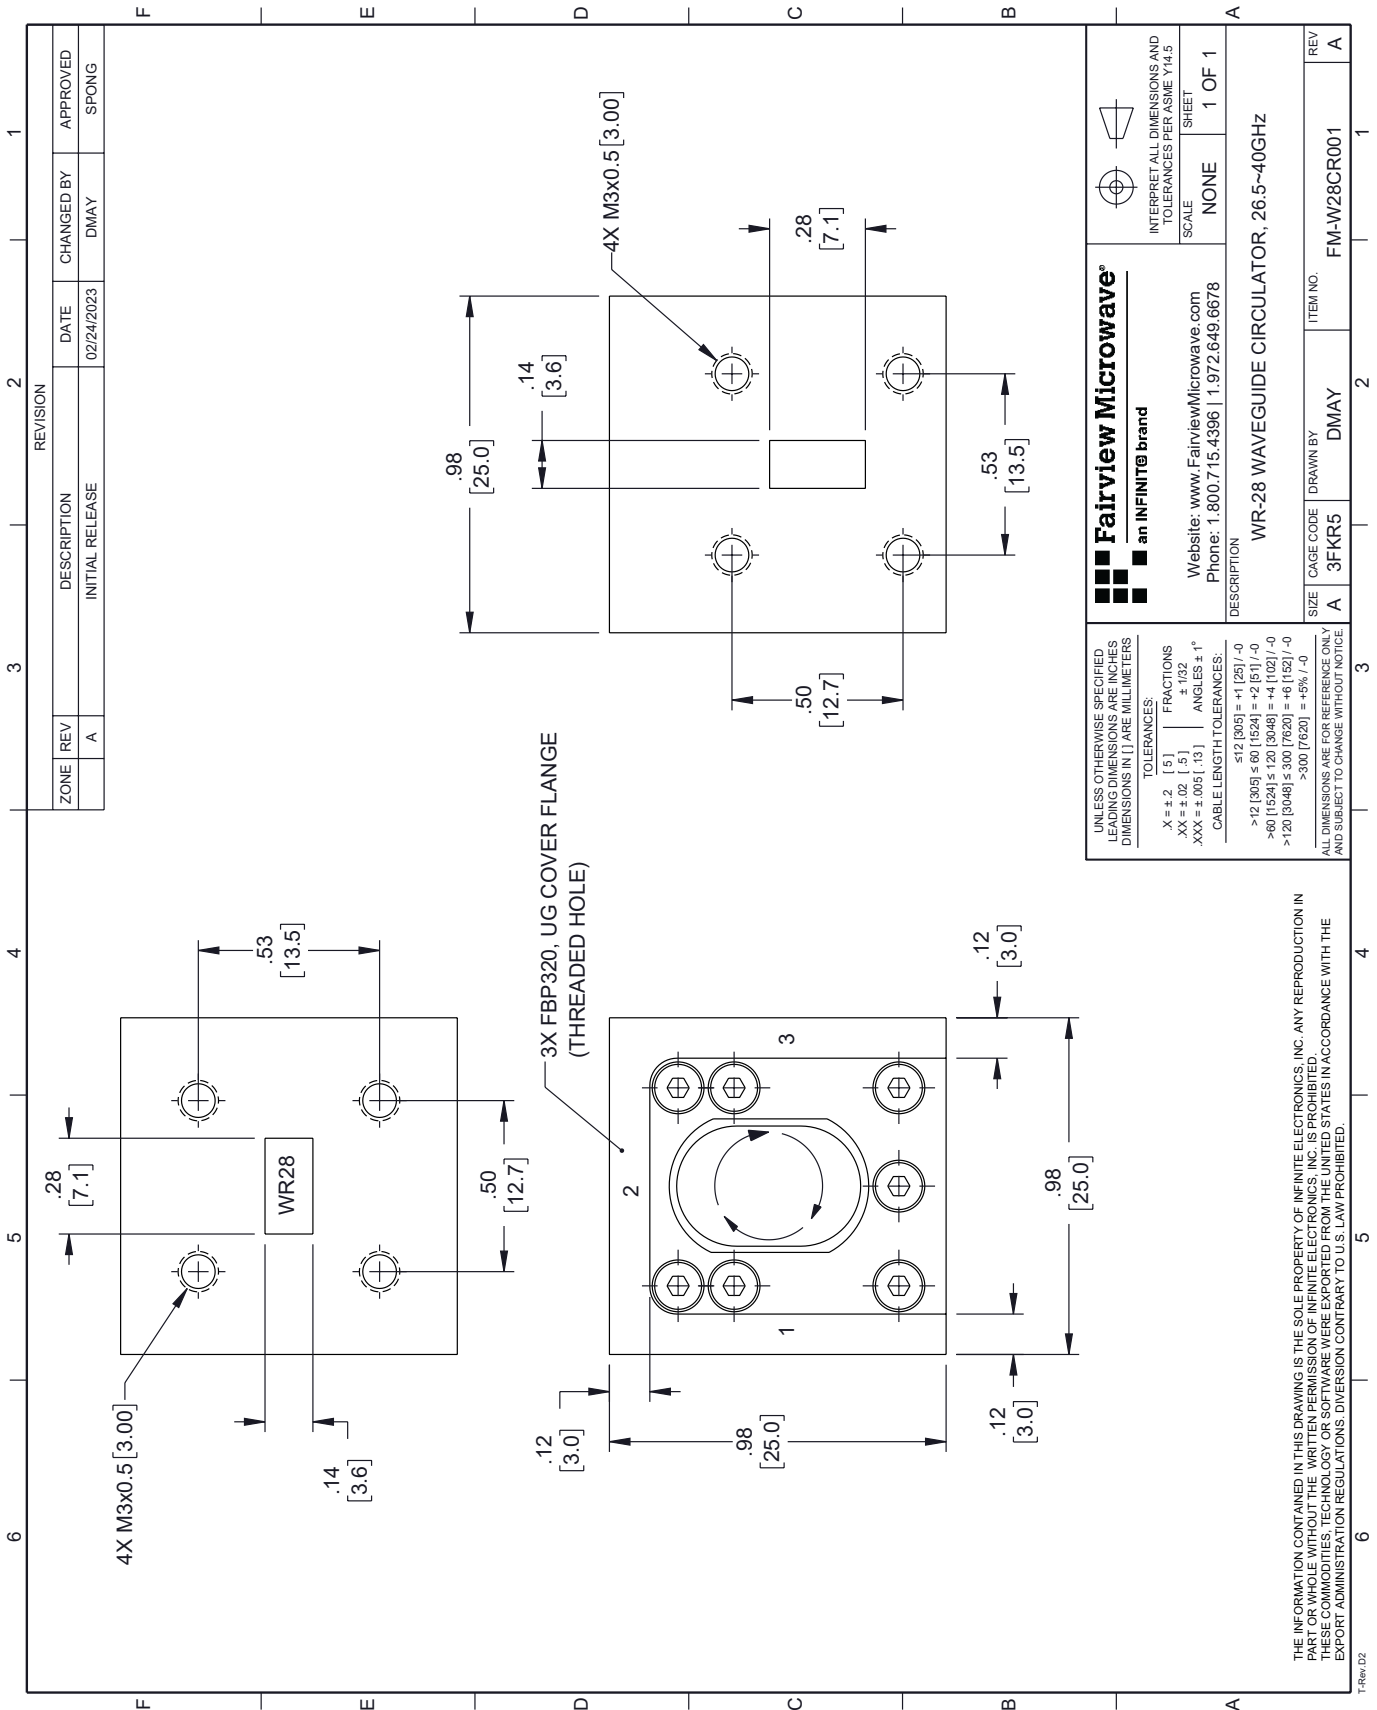 6
5
4
3
2
1
F
E
D
C
B
A
REVISION
ZONE REV DESCRIPTION DATE CHANGED BY APPROVED
A INITIAL RELEASE 02/24/2023 DMAY SPONG
4X M3x0.5 [3.00]
.28
[7.1]
.53
[13.5]
WR28
.14
[3.6]
.50
[12.7]
3X FBP320, UG COVER FLANGE
(THREADED HOLE)
.12
[3.0]
.98
[25.0]
2
1
3
.12
[3.0]
.12
[3.0]
.98
[25.0]
.98
[25.0]
.14
[3.6]
4X M3x0.5 [3.00]
.28
[7.1]
.50
[12.7]
.53
[13.5]
UNLESS OTHERWISE SPECIFIED
LEADING DIMENSIONS ARE INCHES
DIMENSIONS IN [ ] ARE MILLIMETERS
TOLERANCES:
.X = ± .2 [ 5 ] FRACTIONS
.XX = ± .02 [ .5 ] ± 1/32
.XXX = ± .005 [ .13 ] ANGLES ± 1°
CABLE LENGTH TOLERANCES:
≤12 [305] = +1 [25] / -0
>12 [305] ≤ 60 [1524] = +2 [51] / -0
>60 [1524] ≤ 120 [3048] = +4 [102] / -0
>120 [3048] ≤ 300 [7620] = +6 [152] / -0
>300 [7620] = +5% / -0
ALL DIMENSIONS ARE FOR REFERENCE ONLY
AND SUBJECT TO CHANGE WITHOUT NOTICE.
Fairview Microwave®
an INFINIT® brand
Website: www.FairviewMicrowave.com
Phone: 1.800.715.4396 | 1.972.649.6678
INTERPRET ALL DIMENSIONS AND
TOLERANCES PER ASME Y14.5
SCALE
NONE
SHEET
1 OF 1
DESCRIPTION
WR-28 WAVEGUIDE CIRCULATOR, 26.5~40GHz
SIZE
A
CAGE CODE
3FKR5
DRAWN BY
DMAY
ITEM NO.
FM-W28CR001
REV
A
THE INFORMATION CONTAINED IN THIS DRAWING IS THE SOLE PROPERTY OF INFINITE ELECTRONICS, INC. ANY REPRODUCTION IN
PART OR WHOLE WITHOUT THE WRITTEN PERMISSION OF INFINITE ELECTRONICS, INC. IS PROHIBITED.
THESE COMMODITIES, TECHNOLOGY OR SOFTWARE WERE EXPORTED FROM THE UNITED STATES IN ACCORDANCE WITH THE
EXPORT ADMINISTRATION REGULATIONS. DIVERSION CONTRARY TO U.S. LAW PROHIBITED.
F
E
D
C
B
A
6
5
4
3
2
1
T-Rev.D2